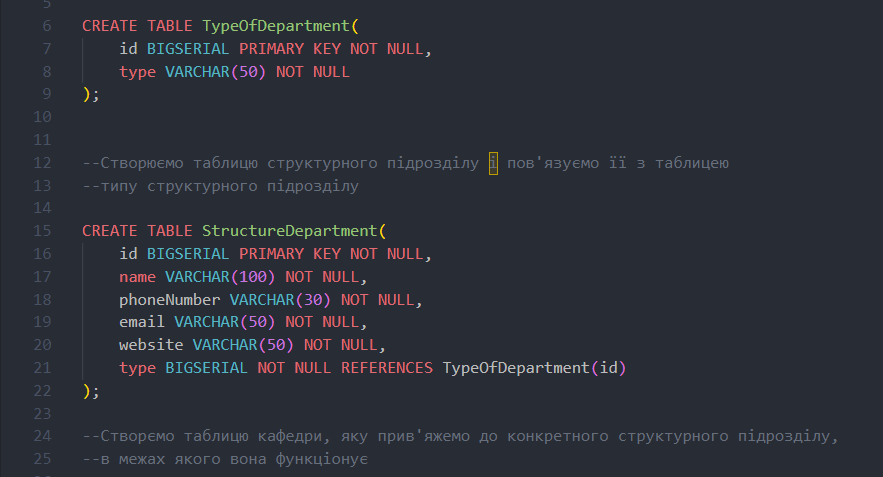 5
6 CREATE TABLE TypeOfDepartment(
7 id BIGSERIAL PRIMARY KEY NOT NULL,
8 type VARCHAR(50) NOT NULL
9 );
10
11
12 --Створюємо таблицю структурного підрозділу і пов'язуємо її з таблицею
13 --типу структурного підрозділу
14
15 CREATE TABLE StructureDepartment(
16 id BIGSERIAL PRIMARY KEY NOT NULL,
17 name VARCHAR(100) NOT NULL,
18 phoneNumber VARCHAR(30) NOT NULL,
19 email VARCHAR(50) NOT NULL,
20 website VARCHAR(50) NOT NULL,
21 type BIGSERIAL NOT NULL REFERENCES TypeOfDepartment(id)
22 );
23
24 --Створємо таблицю кафедри, яку прив'яжемо до конкретного структурного підрозділу,
25 --в межах якого вона функціонує